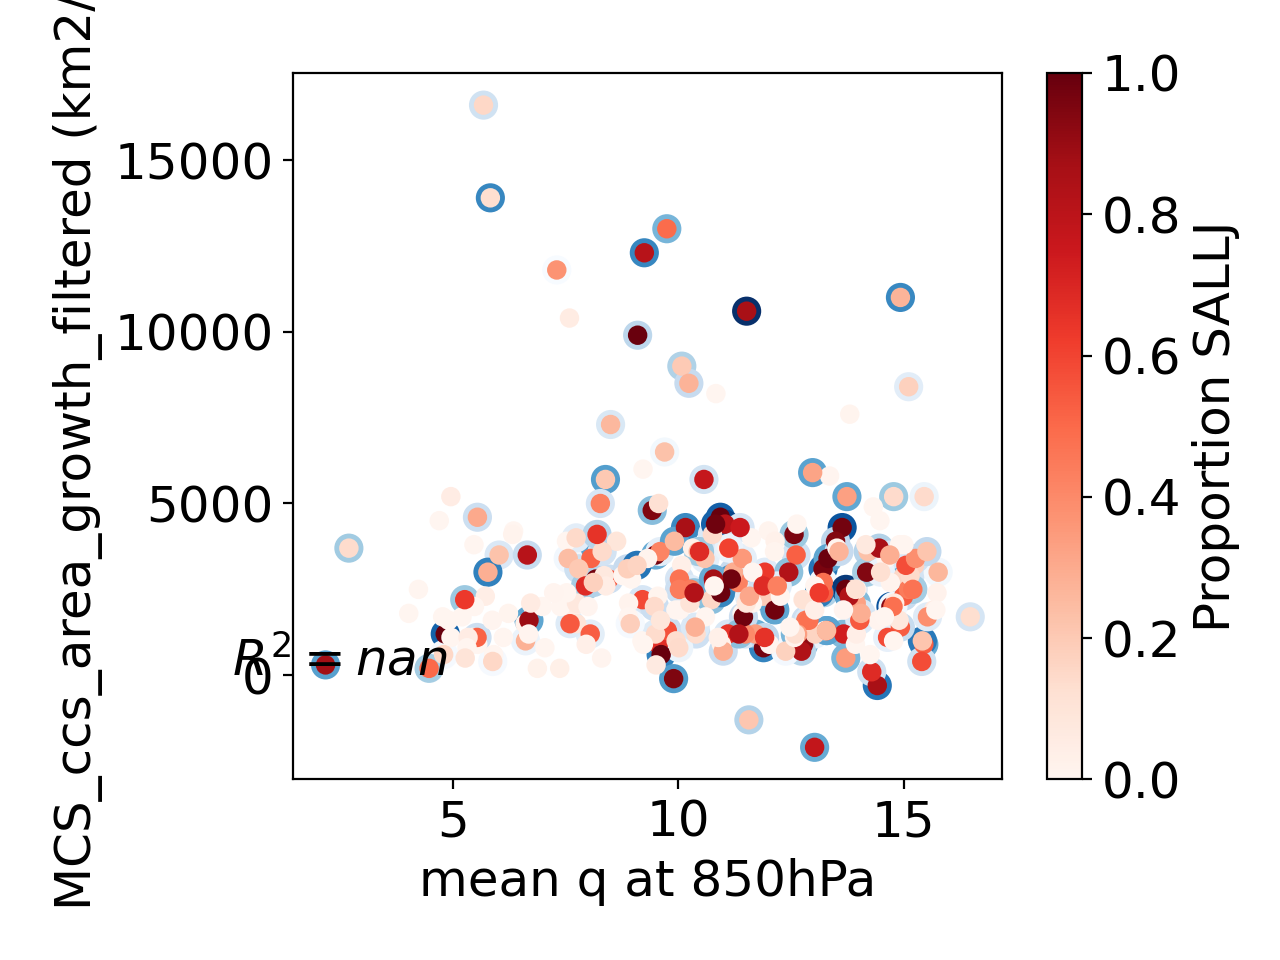 MCS_ccs_area_growth_filtered (km2/
15000
10000
5000
0
R² = nan
5 10 15
mean q at 850hPa
1.0
0.8
0.6
0.4
0.2
0.0
Proportion SALLJ